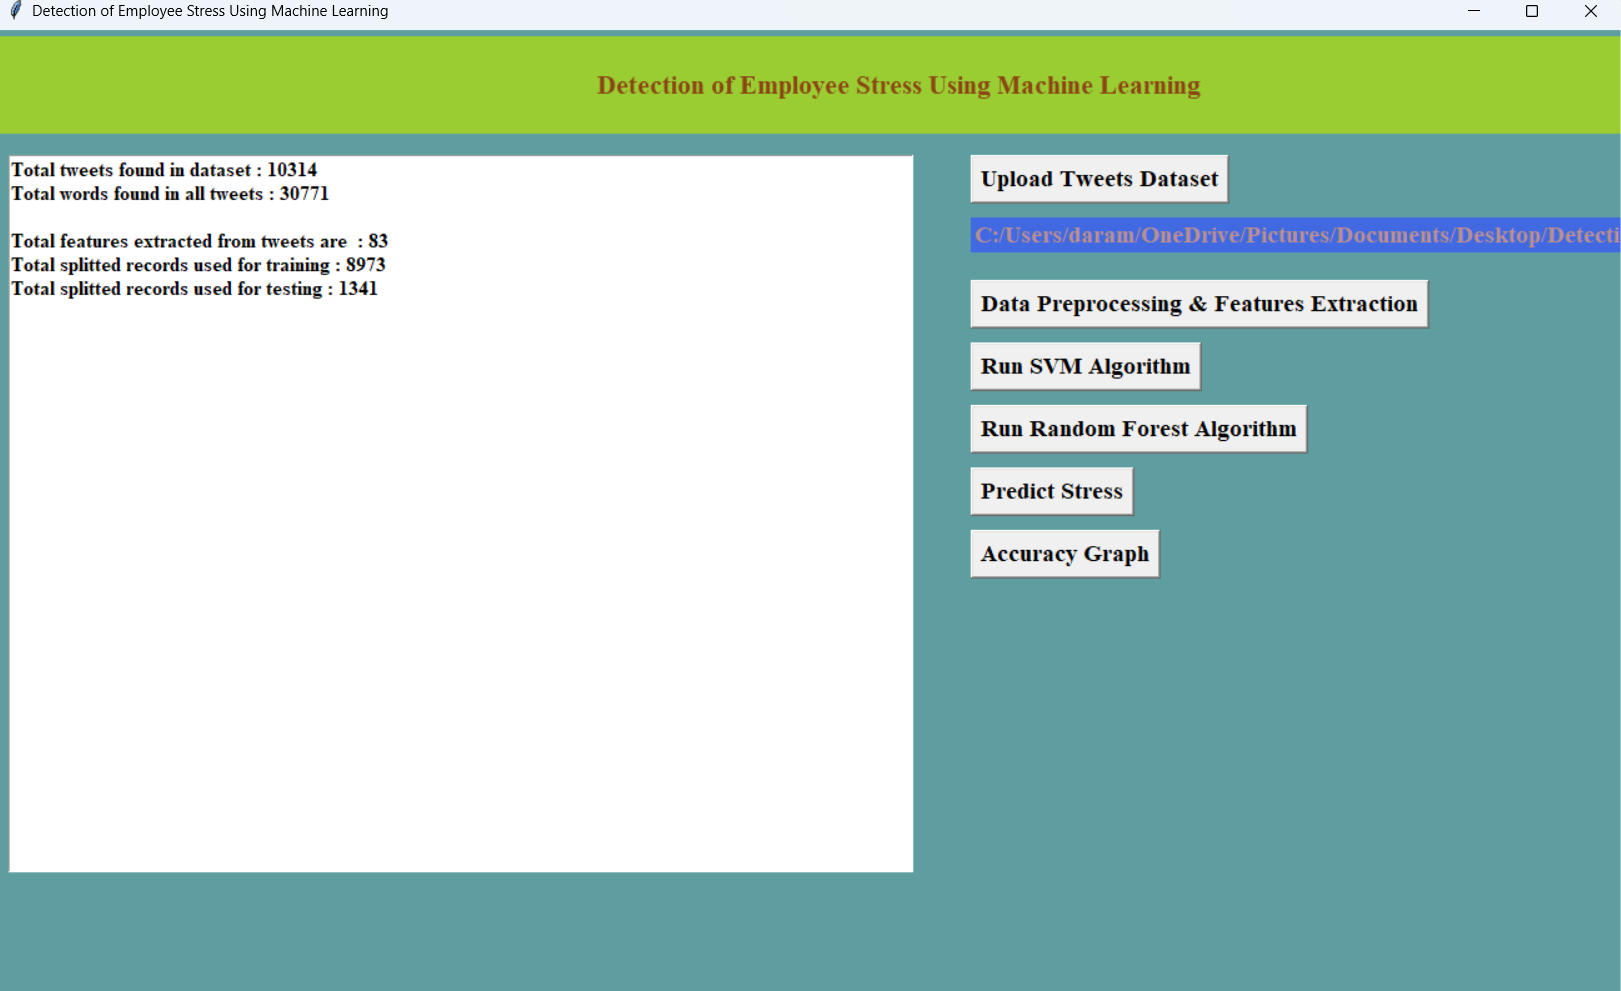 Detection of Employee Stress Using Machine Learning
Detection of Employee Stress Using Machine Learning
Total tweets found in dataset : 10314
Total words found in all tweets : 30771
Total features extracted from tweets are  : 83
Total splitted records used for training : 8973
Total splitted records used for testing : 1341
Upload Tweets Dataset
C:/Users/daram/OneDrive/Pictures/Documents/Desktop/Detecti
Data Preprocessing & Features Extraction
Run SVM Algorithm
Run Random Forest Algorithm
Predict Stress
Accuracy Graph